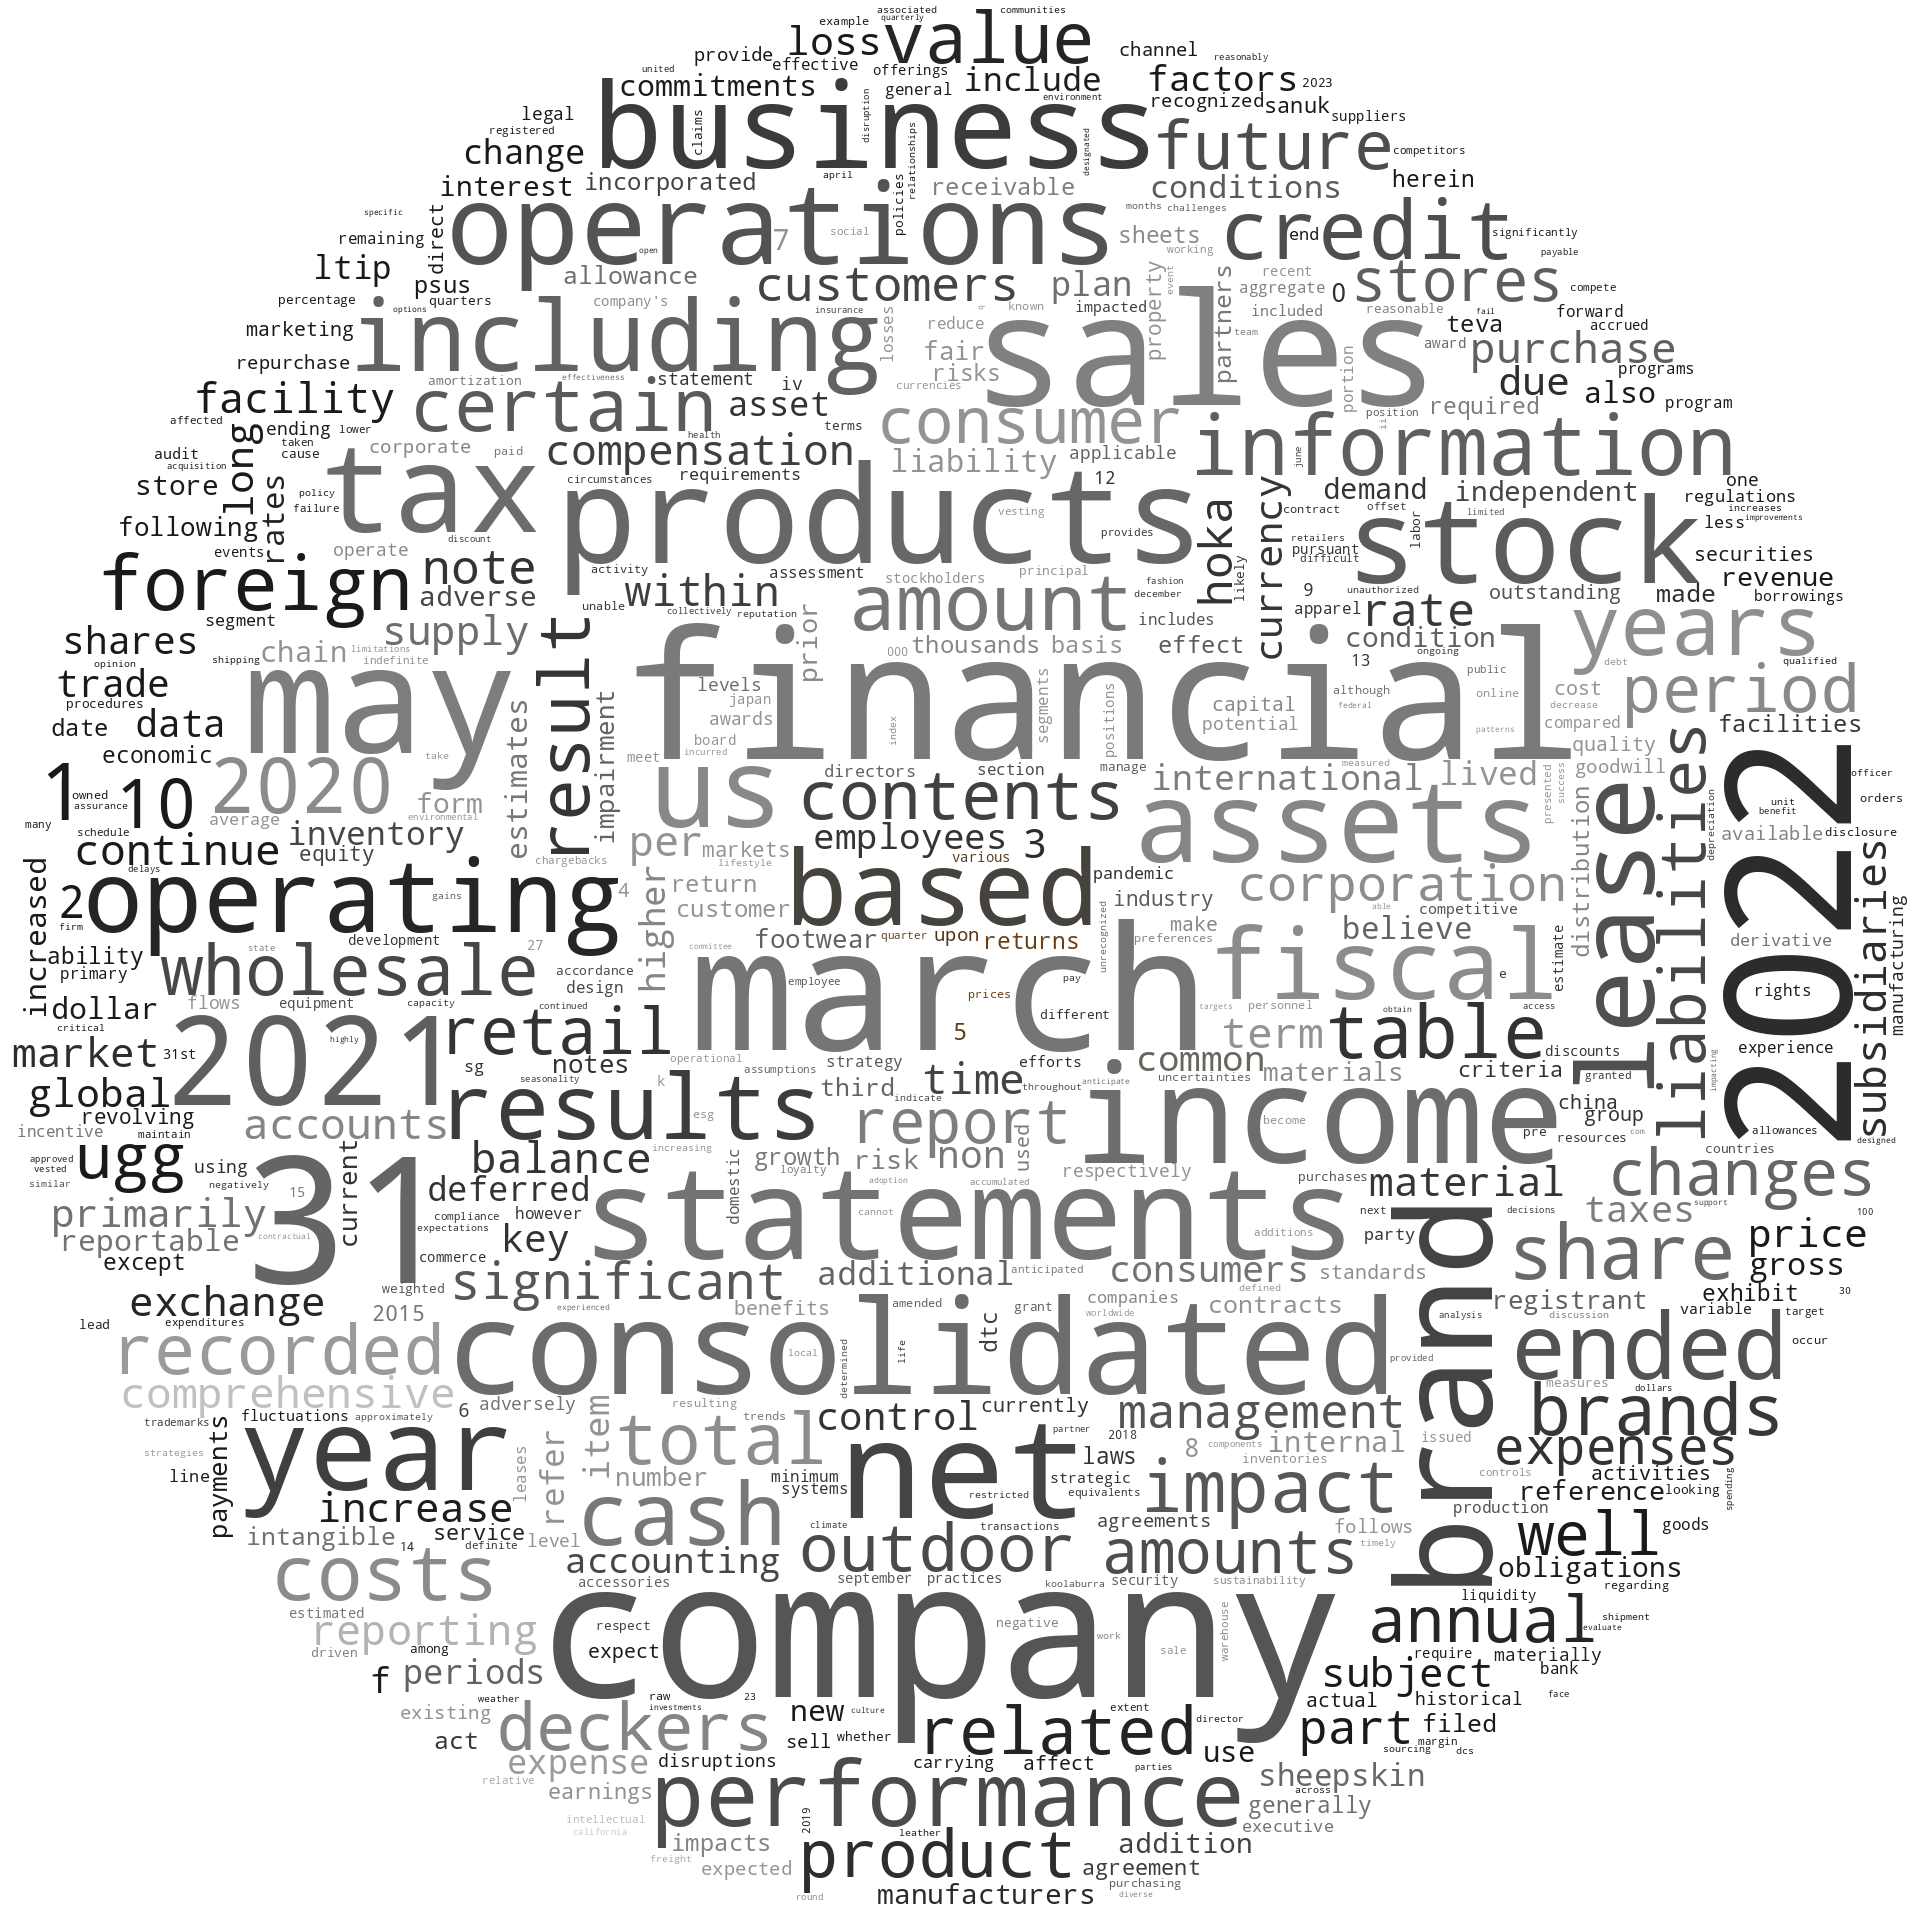 associated
communities
quarterly
example
loss
value
channel
provide
effective
reasonably
united
offerings
include
factors
2023
commitments
general
environment
recognized
sanuk
suppliers
legal
business
claims
disruption
relationships
designated
registered
change
future
competitors
interest
incorporated
april
policies
receivable
conditions
herein
specific
direct
operations
months
challenges
credit
end
significantly
remaining
7
social
sheets
working
open
payable
ltip
psus
allowance
customers
plan
property
event
partners
recent
aggregate
0
stores
compete
percentage
quarters
options
company's
insurance
known
impacted
included
reasonable
fail
forward
marketing
including
losses
reduce
sales
team
teva
accrued
repurchase
fair
risks
portion
award
purchase
programs
amortization
effectiveness
statement
iv
currencies
due
also
program
facility
certain
asset
consumer
position
ii
required
affected
ending
lower
terms
long
taken
cause
corporate
paid
health
compensation
liability
applicable
information
june
audit
acquisition
store
rates
tax
circumstances
requirements
12
demand
independent
one
regulations
policy
failure
products
vesting
currency
contract
offset
limited
increases
following
less
improvements
events
operate
discount
provides
hoka
retailers
labor
stock
foreign
note
activity
assessment
stockholders
principal
likely
pursuant
difficult
securities
adverse
within
amount
fashion
december
9
unauthorized
revenue
segment
unable
collectively
reputation
includes
apparel
rate
outstanding
made
borrowings
shares
supply
result
prior
000
thousands
basis
effect
condition
ongoing
years
opinion
shipping
chain
limitations
indefinite
13
public
debt
qualified
trade
may
financial
levels
japan
awards
board
incurred
index
segments
positions
capital
potential
although
federal
online
patterns
cost
decrease
period
procedures
date
data
estimates
impairment
compared
facilities
economic
take
meet
measured
quality
1
owned
assurance
10
2020
form
us
directors
section
manage
international
lived
goodwill
officer
many
schedule
average
environmental
contents
assets
presented
success
lease
liabilities
depreciation
2022
unit
benefit
orders
continue
inventory
equity
per
markets
employees
3
distribution
available
disclosure
delays
chargebacks
lifestyle
various
based
pandemic
corporation
increased
2
operating
gains
4
return
industry
able
competitive
firm
customer
make
believe
subsidiaries
manufacturing
ability
development
state
27
higher
committee
footwear
quarter
upon
returns
unrecognized
preferences
derivative
primary
wholesale
accordance
design
march
employee
pay
fiscal
e
estimate
dollar
flows
equipment
capacity
continued
prices
different
targets
personnel
access
rights
critical
2021
highly
retail
5
term
obtain
table
experience
market
31st
sg
notes
operational
assumptions
strategy
efforts
common
discounts
global
seasonality
k
third
time
throughout
anticipate
uncertainties
materials
criteria
granted
impacting
revolving
results
esg
indicate
report
income
become
china
group
incentive
maintain
accounts
increasing
pre
resources
com
allowances
designed
approved
vested
similar
ugg
using
negatively
current
balance
domestic
growth
loyalty
risk
non
used
respectively
purchases
material
countries
changes
primarily
31
15
deferred
statements
adoption
accumulated
cannot
next
decisions
taxes
support
100
reportable
contractual
compliance
expectations
however
additions
party
except
commerce
key
share
price
exchange
weighted
significant
additional
anticipated
consumers
standards
gross
2015
experienced
benefits
amended
grant
companies
worldwide
defined
contracts
registrant
exhibit
30
lead
expenditures
brand
analysis
discussion
variable
target
recorded
consolidated
local
determined
life
dtc
provided
ended
occur
comprehensive
measures
dollars
trademarks
fluctuations
approximately
6
adversely
item
resulting
trends
control
currently
management
brands
payments
strategies
year
leases
refer
total
net
partner
2018
8
components
internal
issued
expenses
line
number
minimum
systems
laws
strategic
inventories
controls
activities
increase
cash
restricted
equivalents
impact
production
reference
looking
spending
intangible
14
service
definite
level
climate
transactions
agreements
follows
timely
well
goods
costs
accounting
outdoor
amounts
obligations
accessories
september
practices
koolaburra
security
sustainability
liquidity
regarding
estimated
reporting
company
respect
negative
work
sale
warehouse
annual
shipment
evaluate
driven
among
expect
require
materially
f
periods
subject
bank
existing
weather
raw
investments
23
new
culture
extent
director
actual
historical
face
act
deckers
sell
whether
related
part
filed
sourcing
margin
dcs
expense
disruptions
carrying
affect
parties
use
relative
earnings
performance
sheepskin
across
intellectual
california
generally
impacts
2019
leather
executive
freight
expected
product
addition
agreement
round
manufacturers
purchasing
diverse